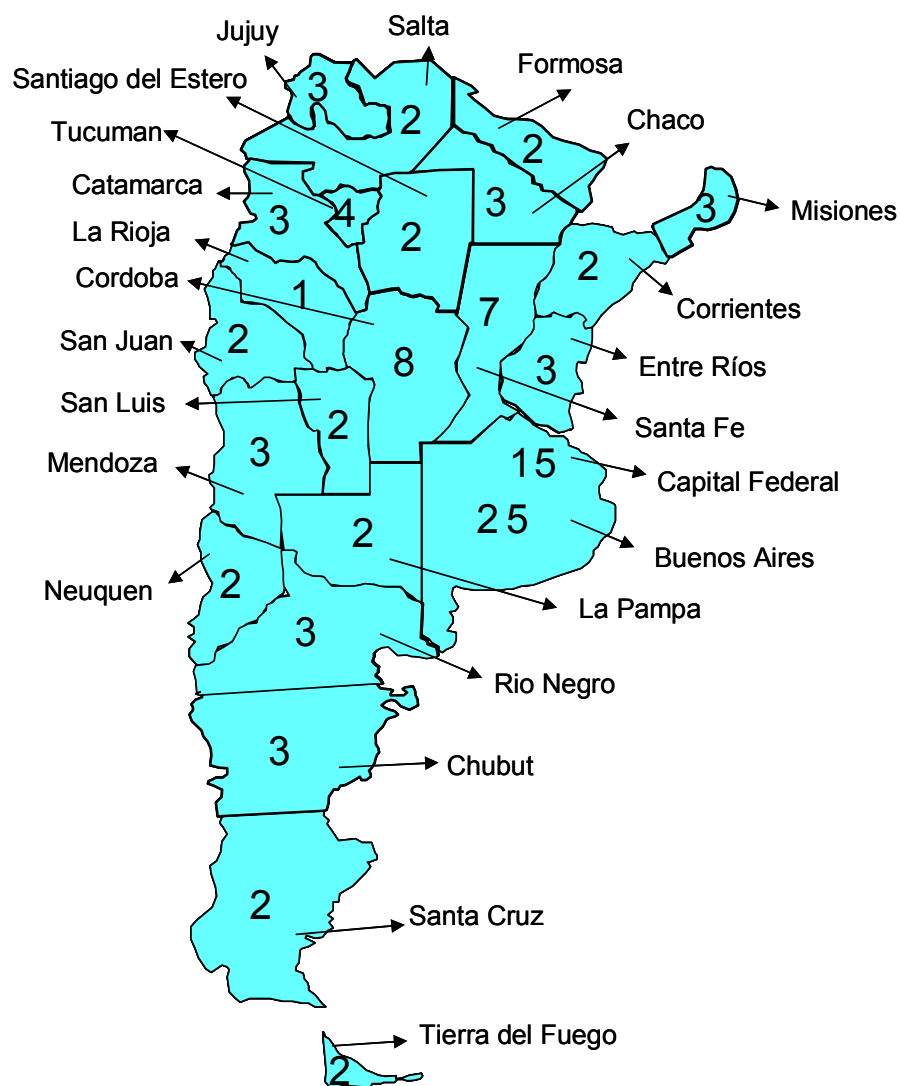 Salta
Jujuy
Formosa
Santiago del Estero
3
2
Chaco
Tucuman
2
Catamarca
3
Misiones
3
4
3
La Rioja
3
2
2
Cordoba
1
7
Corrientes
San Juan
2
8
3
Entre Ríos
San Luis
2
Santa Fe
Mendoza
3
15
Capital Federal
25
2
Buenos Aires
Neuquen
2
La Pampa
3
Rio Negro
3
Chubut
2
Santa Cruz
Tierra del Fuego
2